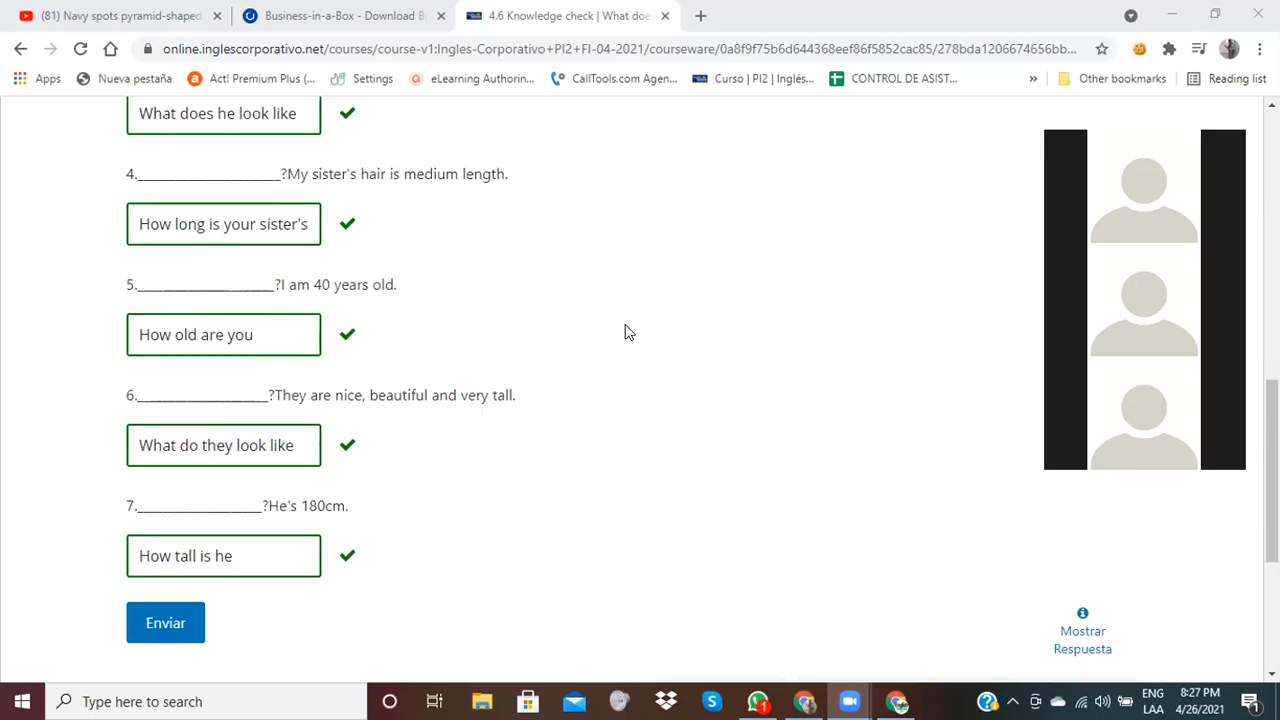 (81) Navy spots pyramid-shaped
Business-in-a-Box - Download Bu
4.6 Knowledge check | What doe
online.inglescorporativo.net/courses/course-v1:Ingles-Corporativo+PI2+FI-04-2021/courseware/0a8f9f75b6d644368eef86f5852cac85/278bda1206674656bb...
Apps
Nueva pestaña
Act! Premium Plus (...
Settings
eLearning Authorin...
CallTools.com Agen...
Curso | PI2 | Inglés...
CONTROL DE ASIST...
»
Other bookmarks
Reading list
What does he look like
4.____________________?My sister's hair is medium length.
How long is your sister's
5.____________________?I am 40 years old.
How old are you
6.___________________?They are nice, beautiful and very tall.
What do they look like
7.__________________?He's 180cm.
How tall is he
Enviar
Mostrar
Respuesta
Type here to search
1
ENG
LAA
8:27 PM
4/26/2021
1